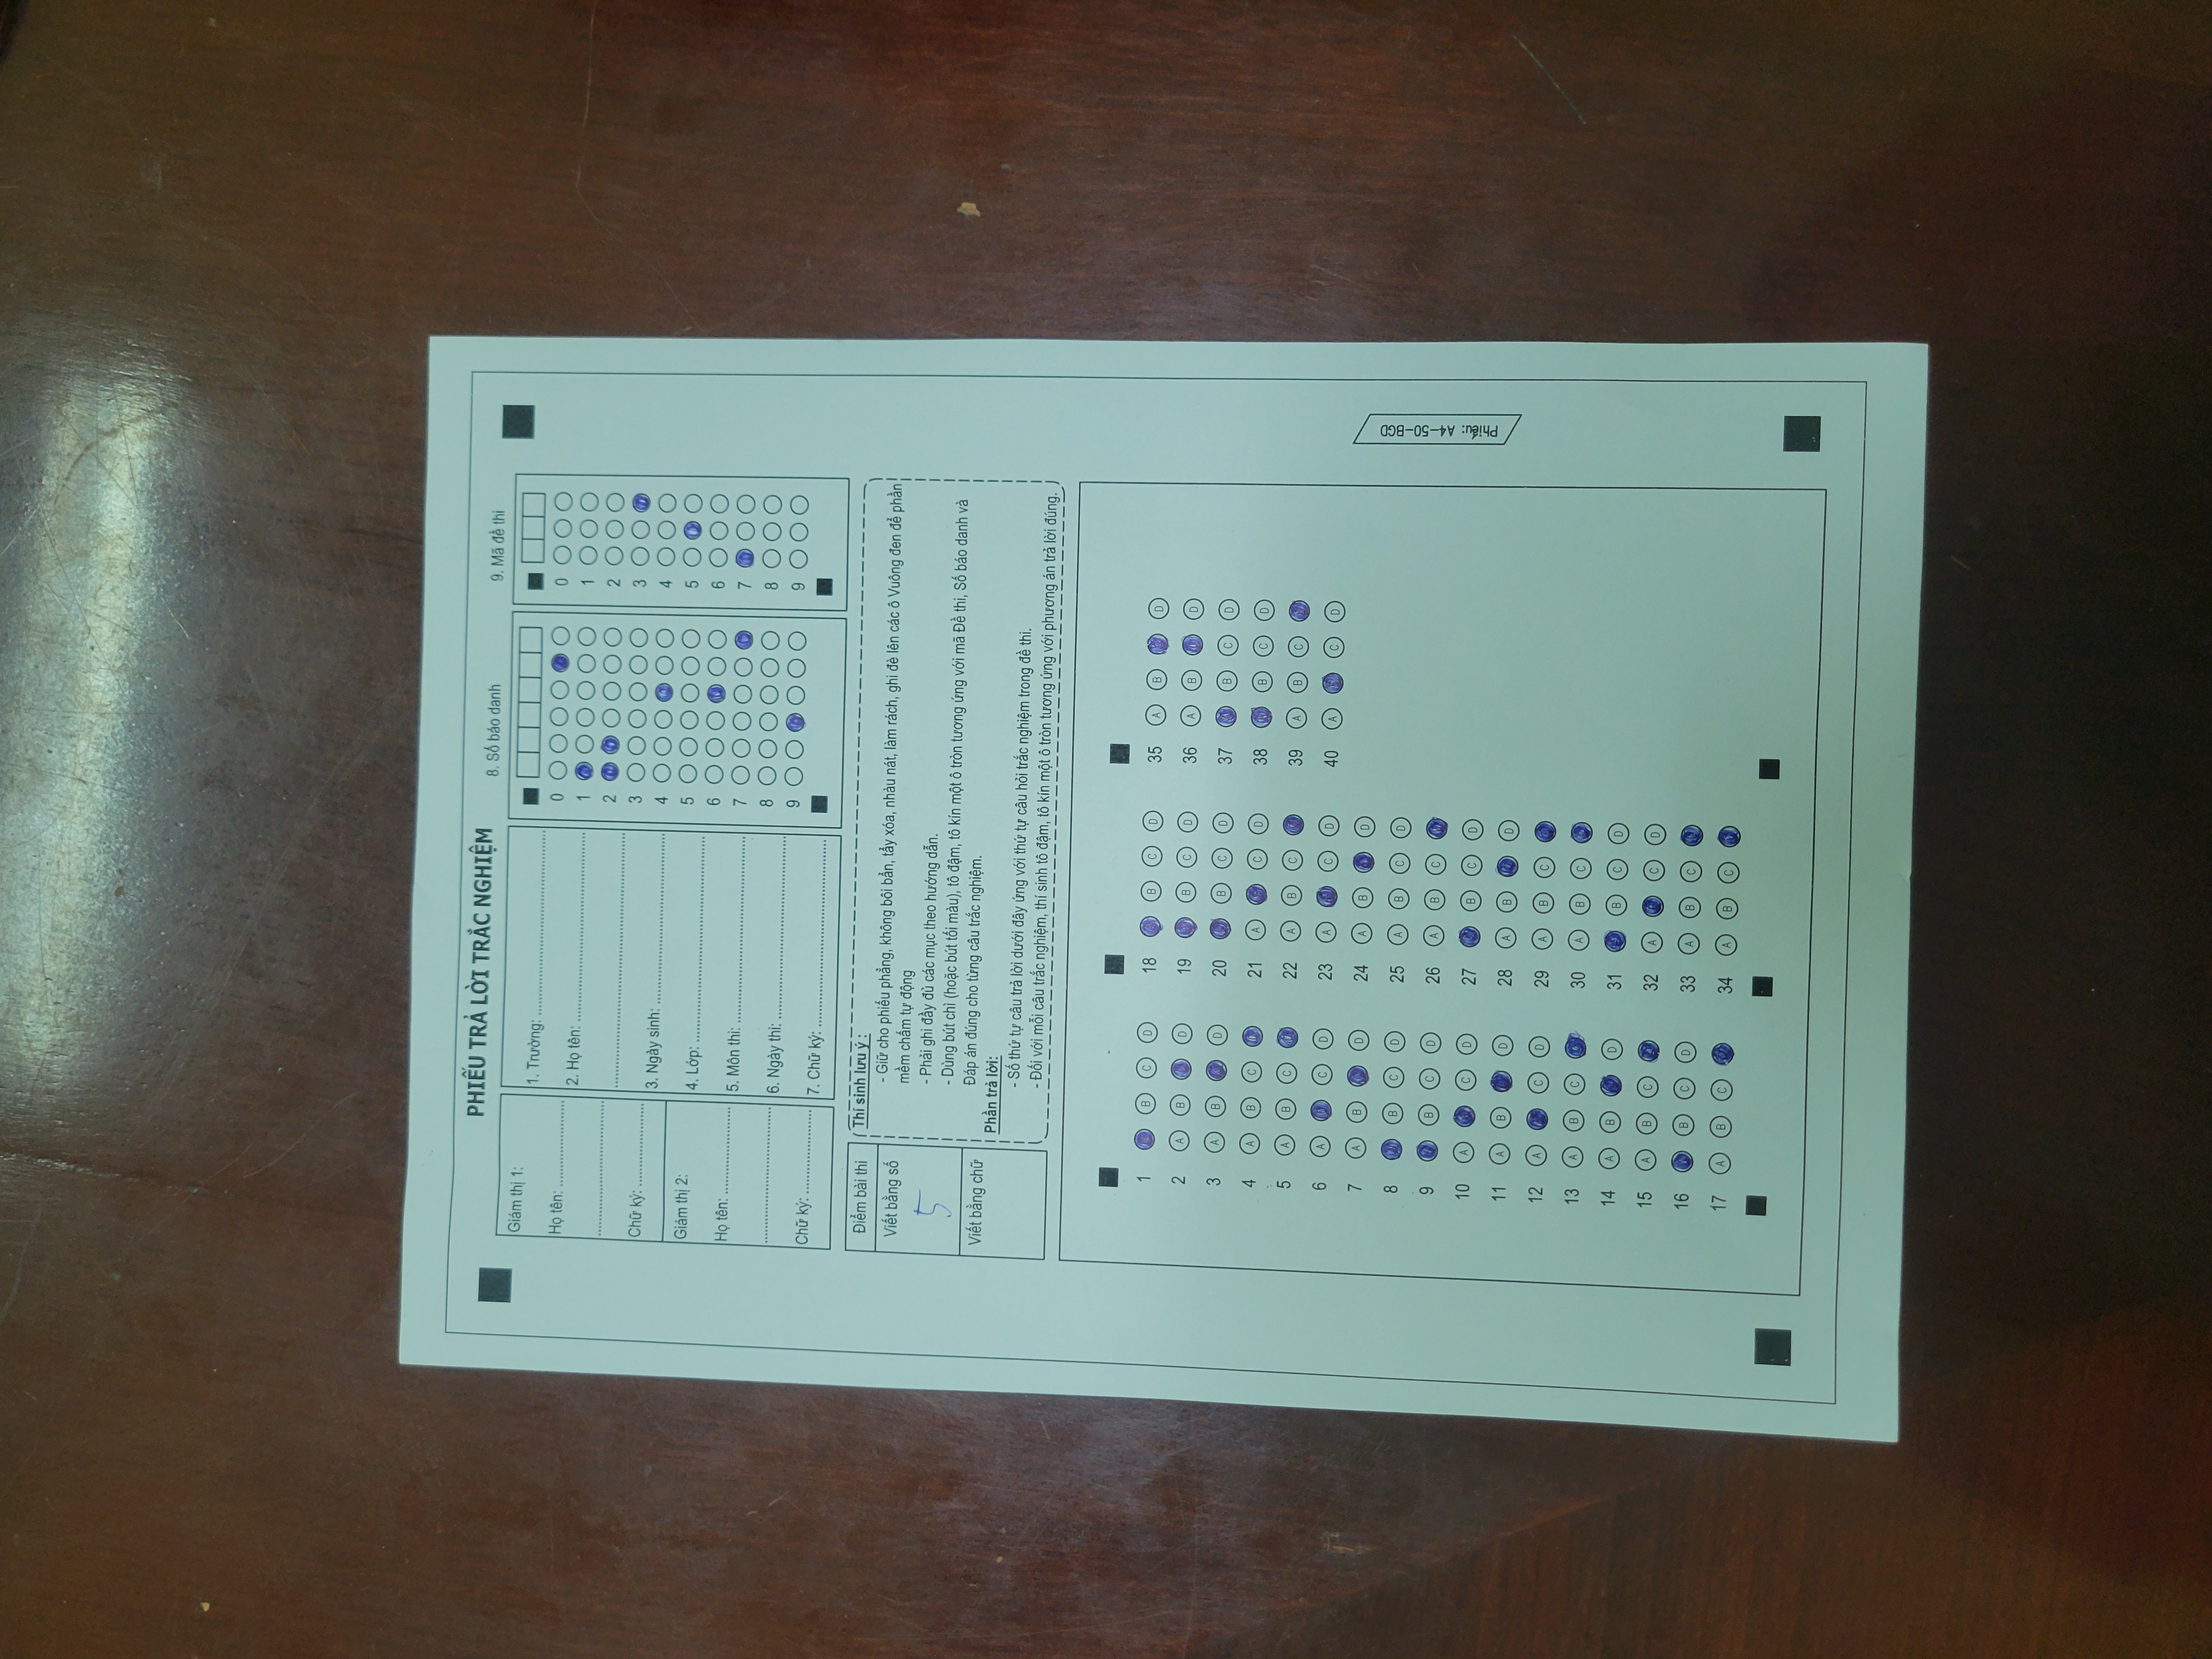 PHIẾU TRẢ LỜI TRẮC NGHIỆM
8. Số báo danh
9. Mã đề thi
Giám thị 1:
Họ tên: ....................
....................
Chữ ký: ....................
Giám thị 2:
Họ tên: ....................
....................
Chữ ký: ....................
1. Trường: ....................
2. Họ tên: ....................
....................
3. Ngày sinh: ....................
4. Lớp: ....................
5. Môn thi: ....................
6. Ngày thi: ....................
7. Chữ ký: ....................
0 0
1 1
2 2
3 3
4 4
5 5
6 6
7 7
8 8
9 9
Điểm bài thi
Viết bằng số
5
Viết bằng chữ
Thí sinh lưu ý :
- Giữ cho phiếu phẳng, không bôi bẩn, tẩy xóa, nhàu nát, làm rách, ghi đè lên các ô Vuông đen để phần
mềm chấm tự động
- Phải ghi đầy đủ các mục theo hướng dẫn.
- Dùng bút chì (hoặc bút tối màu), tô đậm, tô kín một ô tròn tương ứng với mã Đề thi, Số báo danh và
Đáp án đúng cho từng câu trắc nghiệm.
Phần trả lời:
- Số thứ tự câu trả lời dưới đây ứng với thứ tự câu hỏi trắc nghiệm trong đề thi.
- Đối với mỗi câu trắc nghiệm, thí sinh tô đậm, tô kín một ô tròn tương ứng với phương án trả lời đúng.
1 B C D
2 A B D
3 A B D
4 A B C
5 A B C
6 A C D
7 A B D
8 B C D
9 B C D
10 A C D
11 A B D
12 A C D
13 A B C
14 A B D
15 A B C
16 B C D
17 A B C
18 B C D
19 B C D
20 B C D
21 A C D
22 A B C
23 A C D
24 A B D
25 A B C D
26 A B C
27 B C D
28 A B D
29 A B C
30 A B C
31 B C D
32 A C D
33 A B C
34 A B C
35 A B D
36 A B D
37 B C D
38 B C D
39 A B C
40 A C D
Phiếu: A4-50-BGD